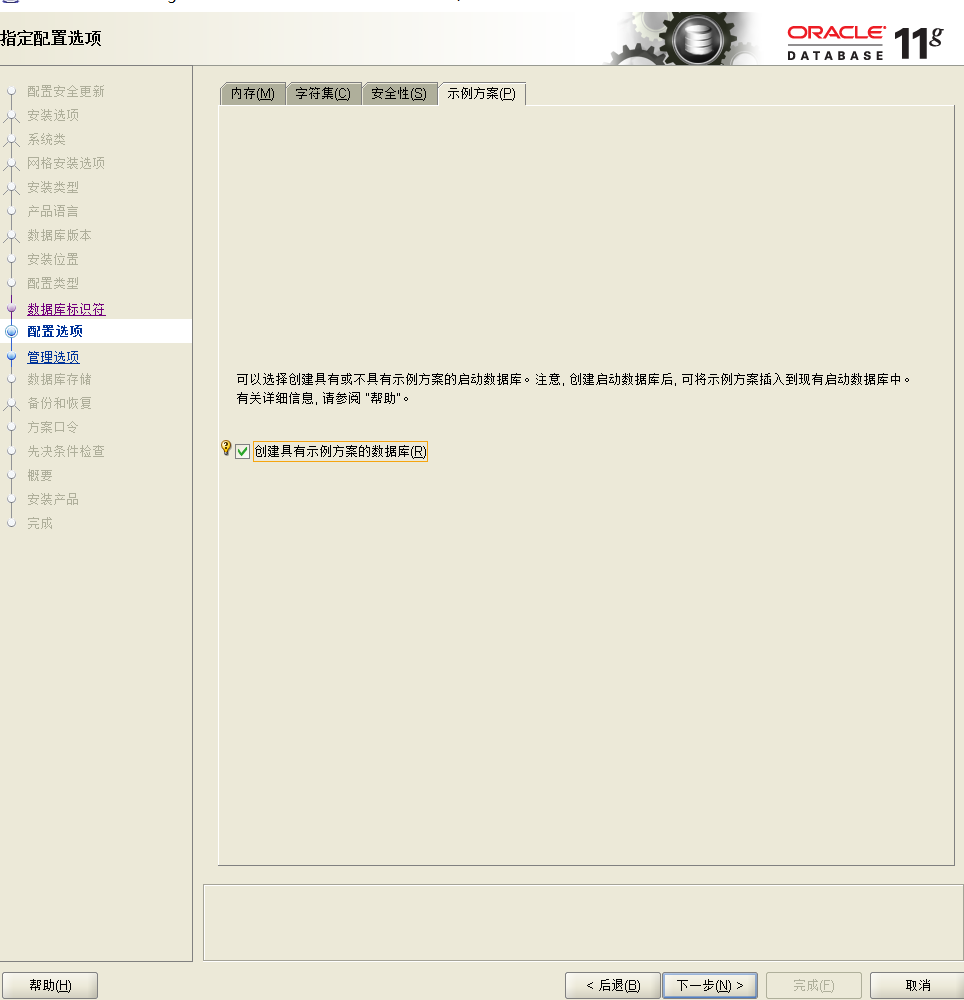 指定配置选项
ORACLE
DATABASE 11g
配置安全更新
安装选项
系统类
网格安装选项
安装类型
产品语言
数据库版本
安装位置
配置类型
数据库标识符
配置选项
管理选项
数据库存储
备份和恢复
方案口令
先决条件检查
概要
安装产品
完成
内存(M) 字符集(C) 安全性(S) 示例方案(P)
可以选择创建具有或不具有示例方案的启动数据库。注意, 创建启动数据库后, 可将示例方案插入到现有启动数据库中。
有关详细信息, 请参阅 "帮助"。
创建具有示例方案的数据库(R)
帮助(H) < 后退(B) 下一步(N) > 完成(F) 取消